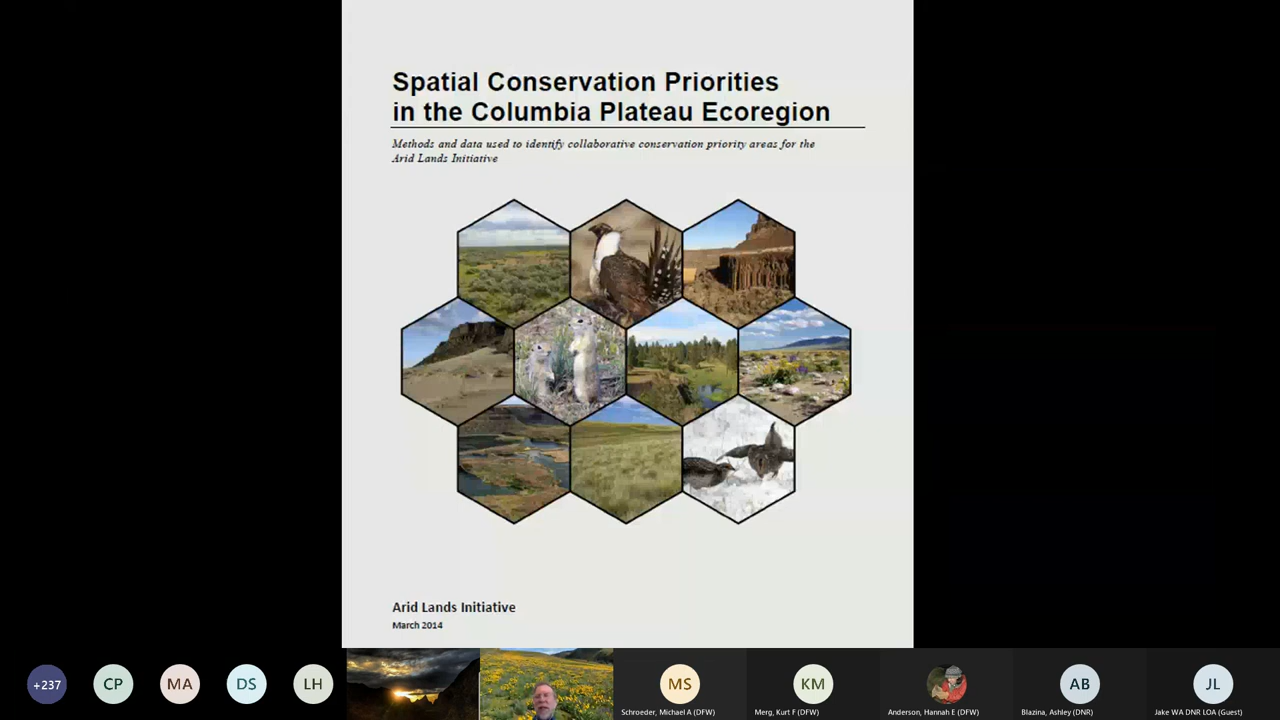 Spatial Conservation Priorities
in the Columbia Plateau Ecoregion
Methods and data used to identify collaborative conservation priority areas for the
Arid Lands Initiative
Arid Lands Initiative
March 2014
+237
CP
MA
DS
LH
MS
KM
AB
JL
Schroeder, Michael A (DFW)
Merg, Kurt F (DFW)
Anderson, Hannah E (DFW)
Blazina, Ashley (DNR)
Jake WA DNR LOA (Guest)